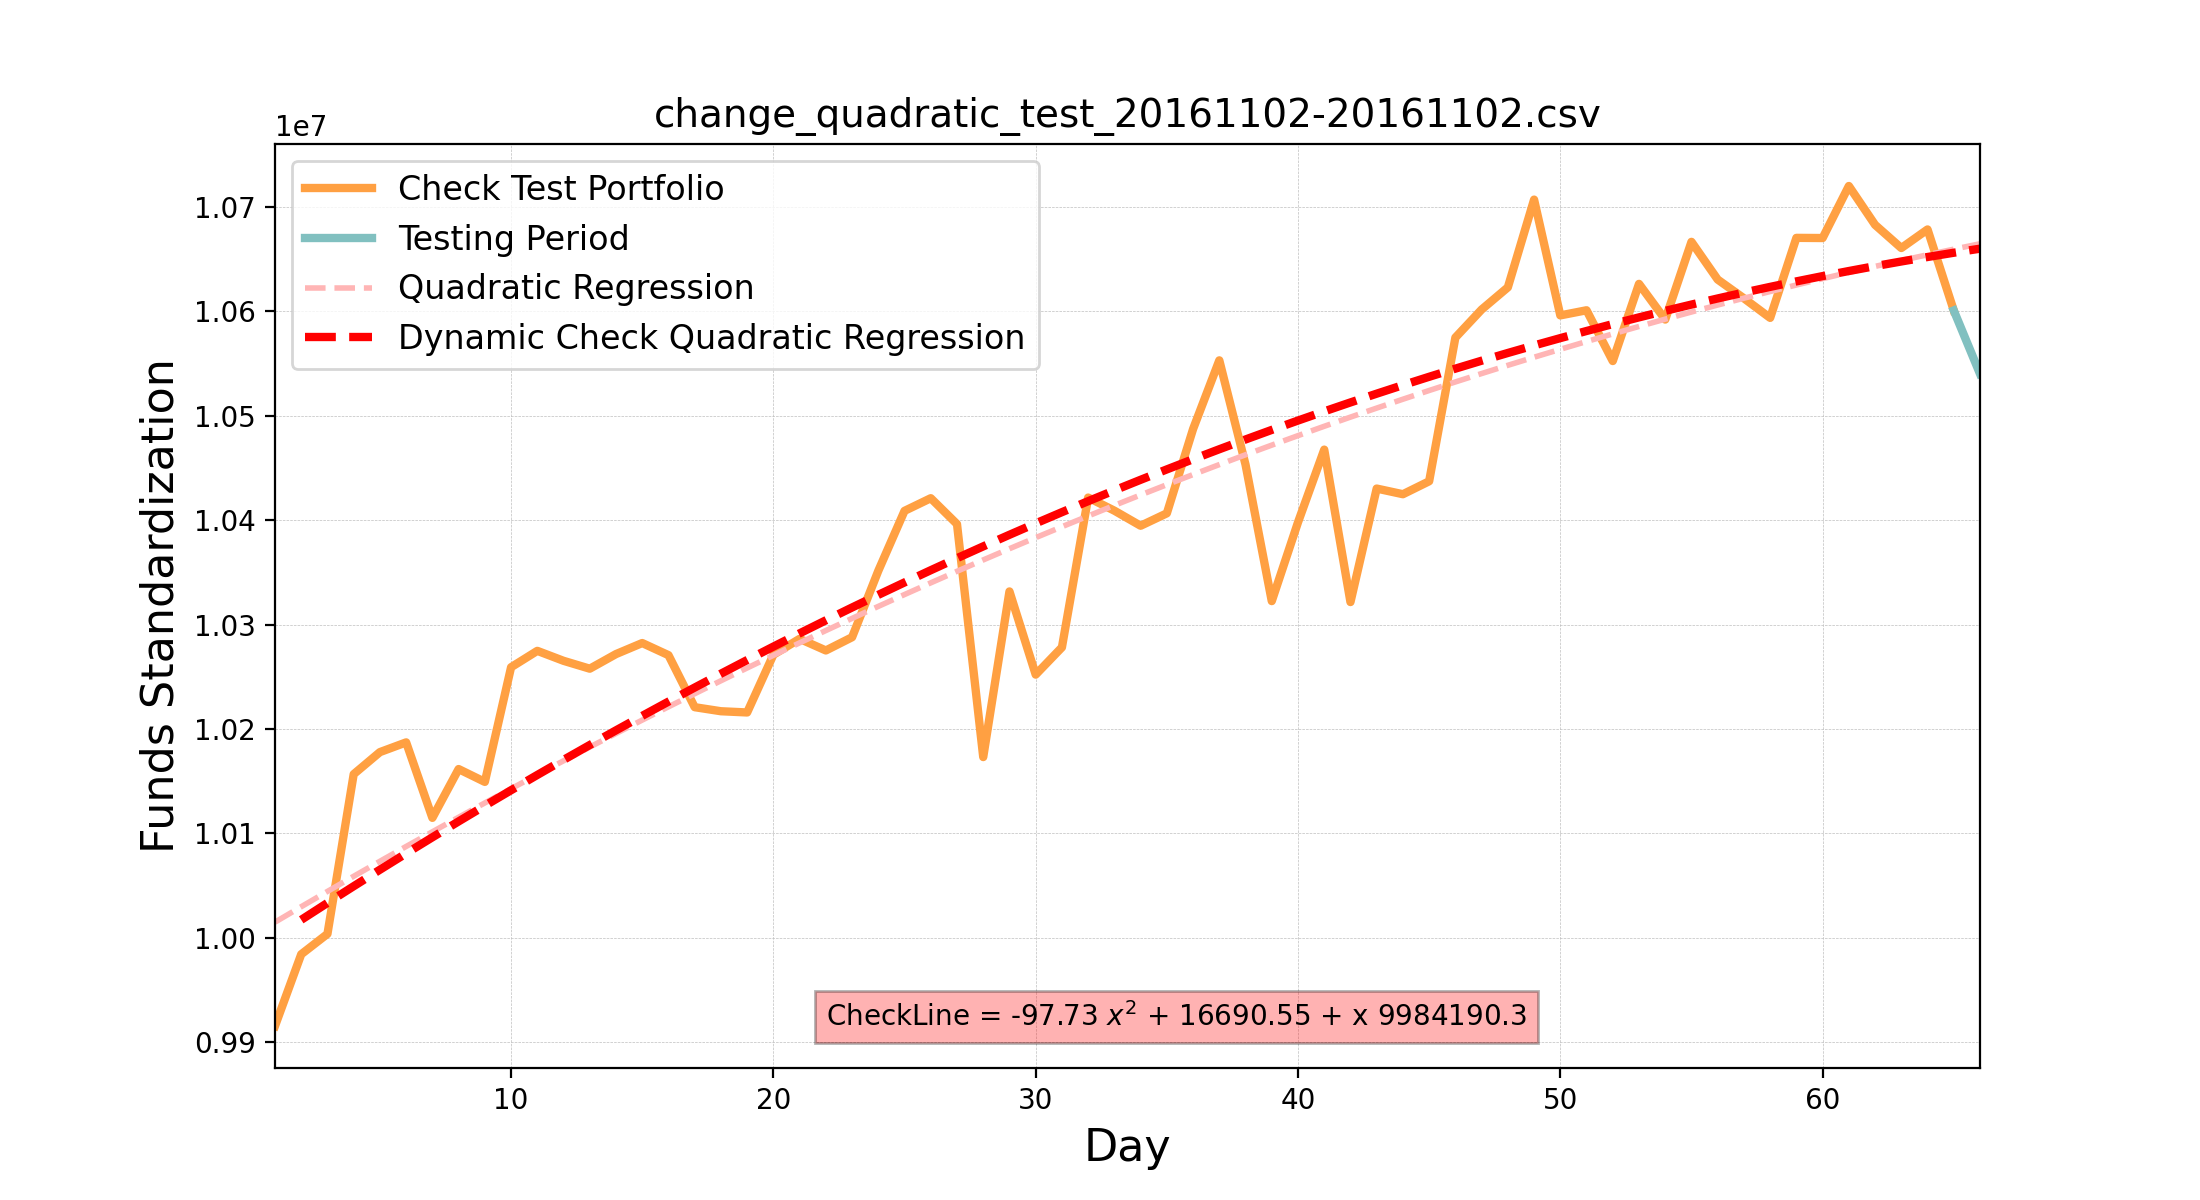 change_quadratic_test_20161102-20161102.csv
1e7
Check Test Portfolio
Testing Period
Quadratic Regression
Dynamic Check Quadratic Regression
1.07
1.06
1.05
1.04
1.03
1.02
1.01
1.00
0.99
Funds Standardization
CheckLine = -97.73 x² + 16690.55 + x 9984190.3
10 20 30 40 50 60
Day